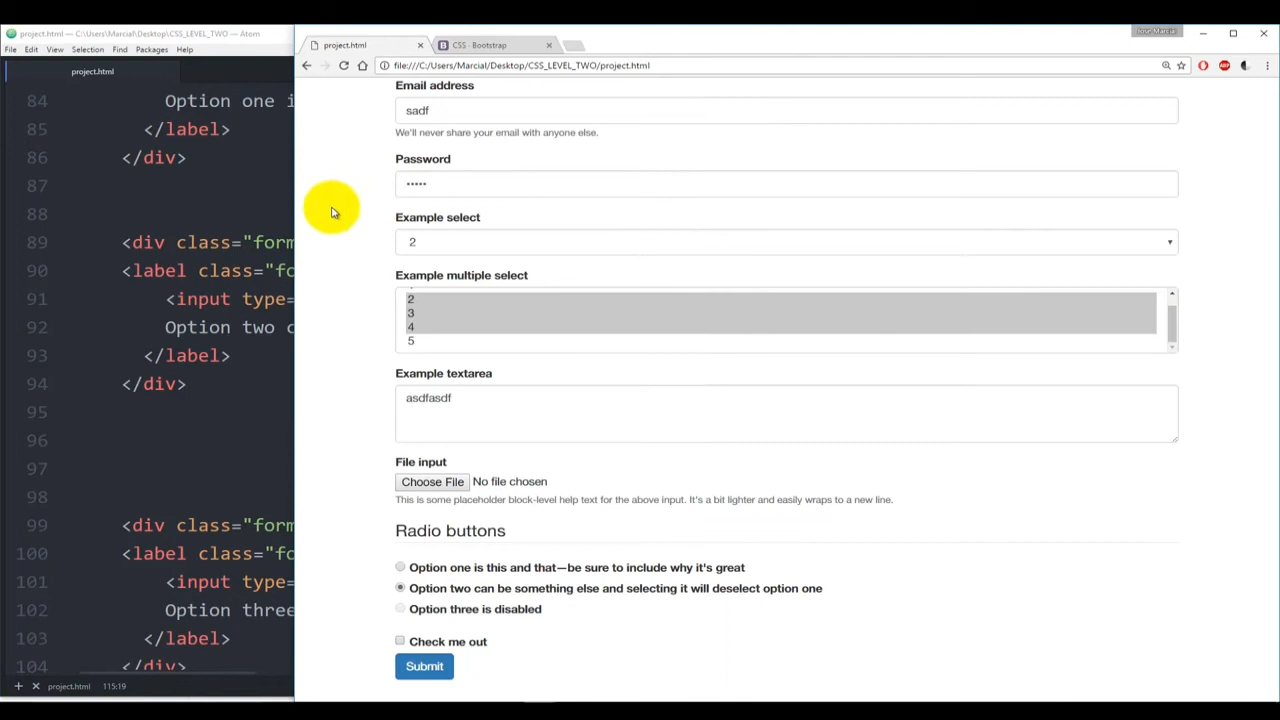 project.html — C:\Users\Marcial\Desktop\CSS_LEVEL_TWO — Atom
File Edit View Selection Find Packages Help
project.html
84 Option one i
85 </label>
86 </div>
87
88
89 <div class="form
90 <label class="fo
91 <input type=
92 Option two c
93 </label>
94 </div>
95
96
97
98
99 <div class="form
100 <label class="fo
101 <input type=
102 Option three
103 </label>
104 </div>
project.html 115:19
project.html CSS · Bootstrap
Jose Marcial
file:///C:/Users/Marcial/Desktop/CSS_LEVEL_TWO/project.html
ABP
Email address
sadf
We'll never share your email with anyone else.
Password
•••••
Example select
2
Example multiple select
2
3
4
5
Example textarea
asdfasdf
File input
Choose File No file chosen
This is some placeholder block-level help text for the above input. It's a bit lighter and easily wraps to a new line.
Radio buttons
Option one is this and that—be sure to include why it's great
Option two can be something else and selecting it will deselect option one
Option three is disabled
Check me out
Submit